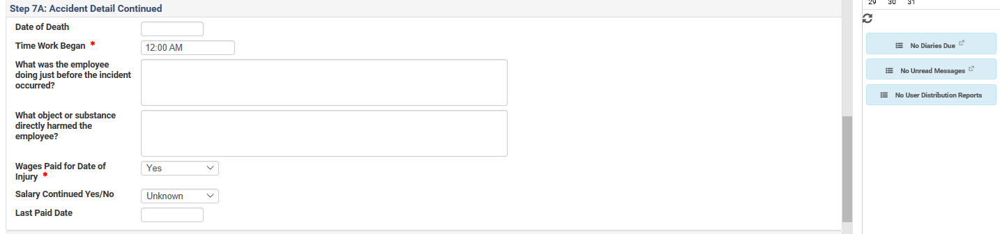 Step 7A: Accident Detail Continued
Date of Death
Time Work Began *
12:00 AM
What was the employee
doing just before the incident
occurred?
What object or substance
directly harmed the
employee?
Wages Paid for Date of
Injury *
Yes
Salary Continued Yes/No
Unknown
Last Paid Date
29 30 31
No Diaries Due
No Unread Messages
No User Distribution Reports